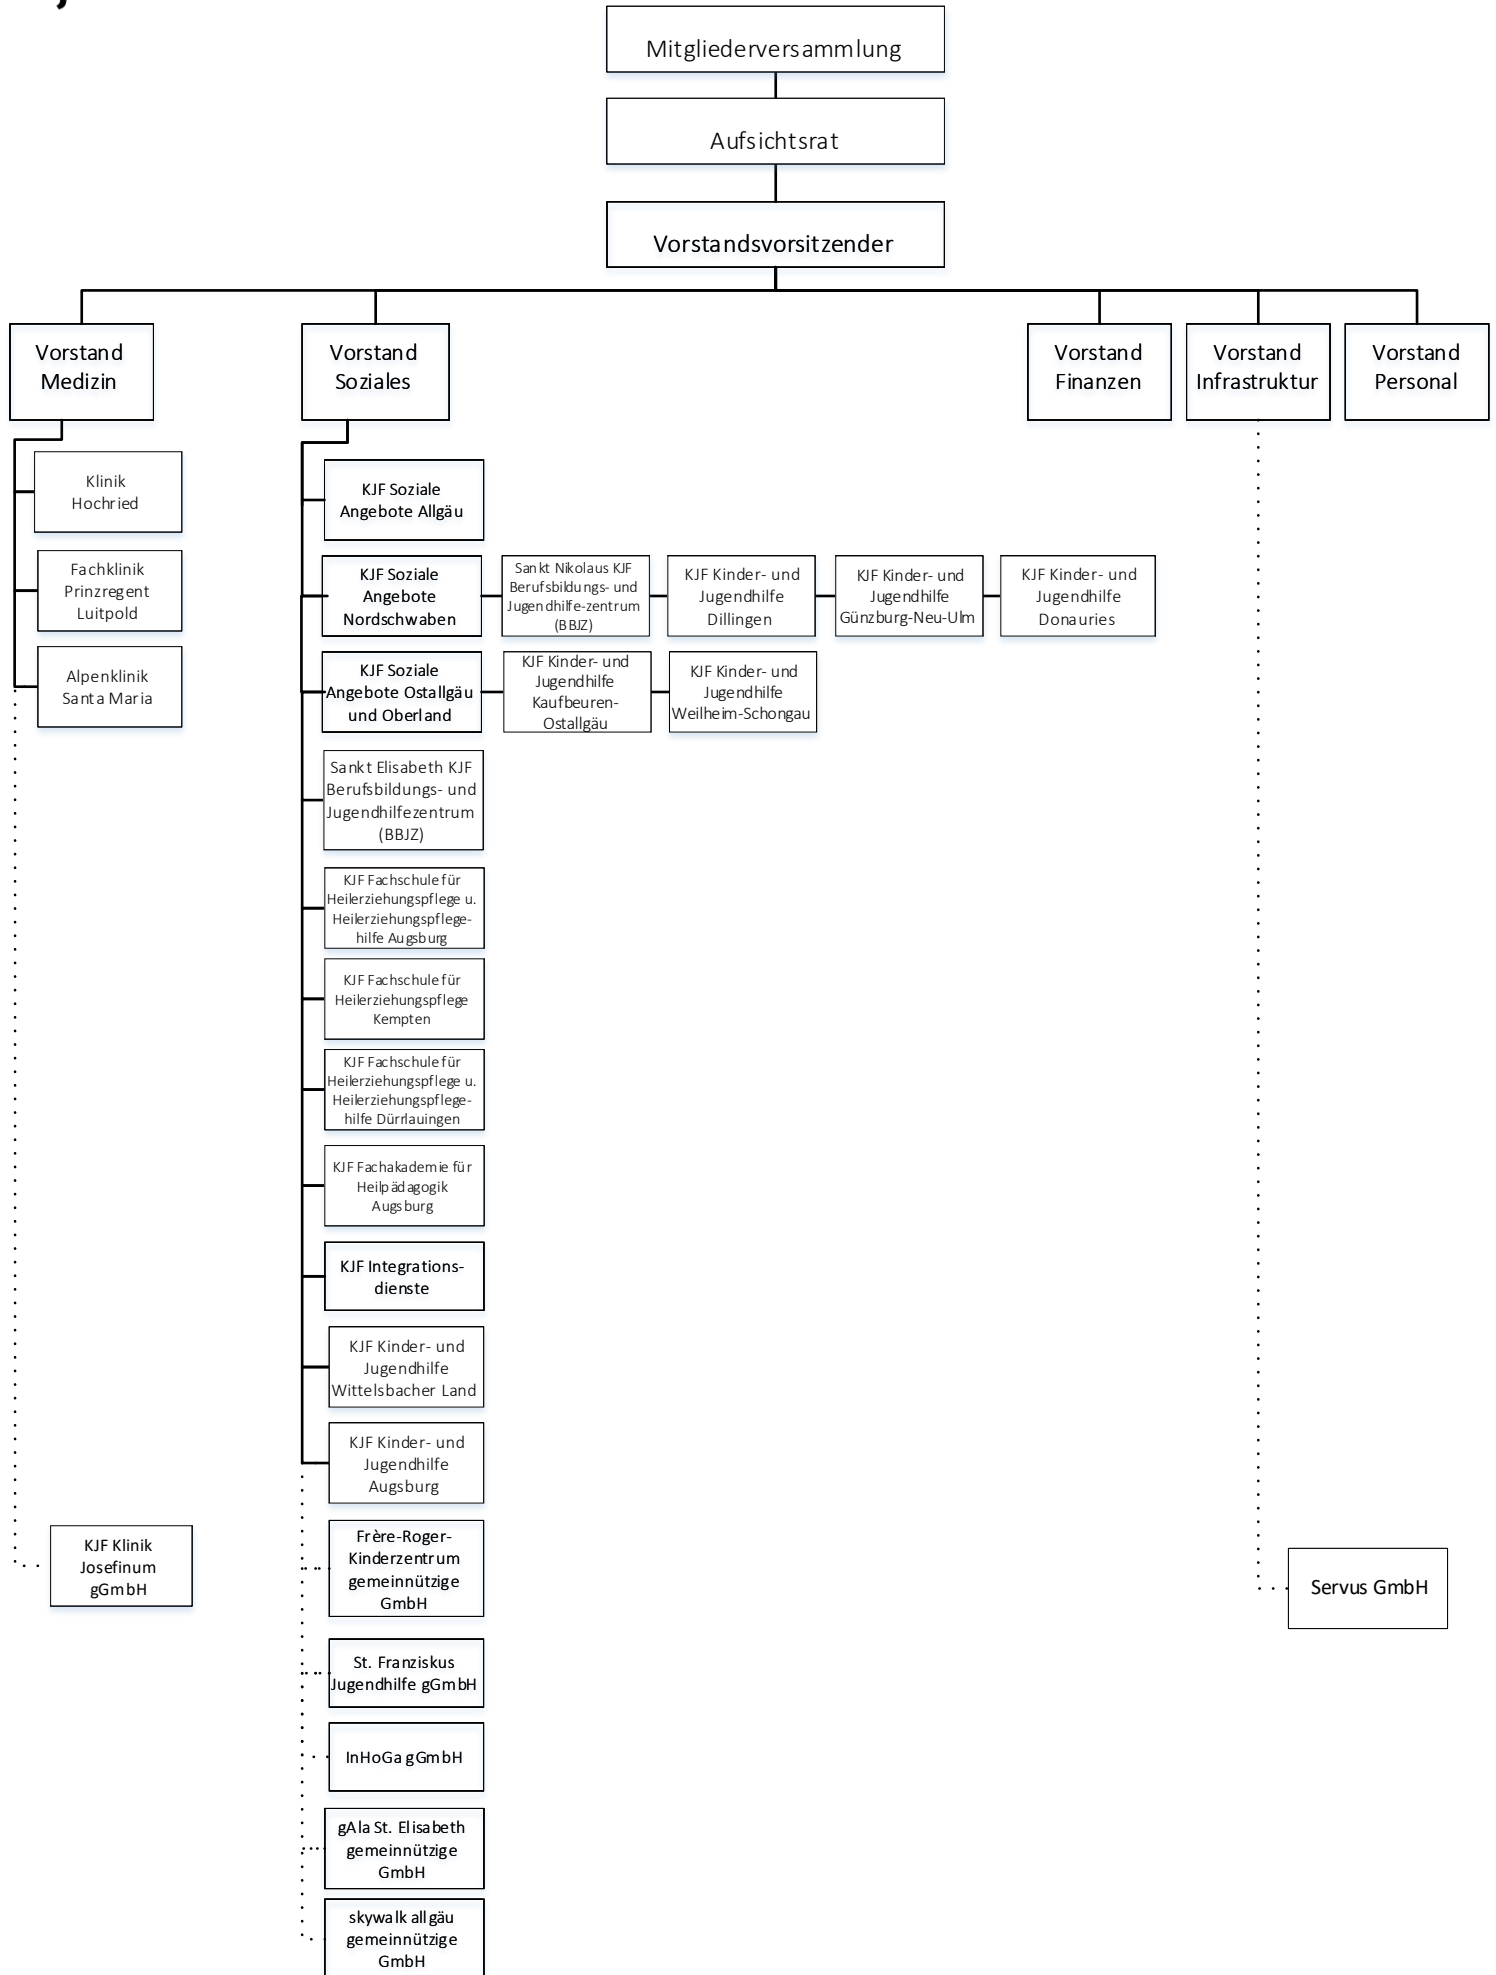 Mitgliederversammlung
Aufsichtsrat
Vorstandsvorsitzender
Vorstand
Medizin
Vorstand
Soziales
Vorstand
Finanzen
Vorstand
Infrastruktur
Vorstand
Personal
Klinik
Hochried
Fachklinik
Prinzregent
Luitpold
Alpenklinik
Santa Maria
KJF Klinik
Josefinum
gGmbH
KJF Soziale
Angebote Allgäu
KJF Soziale
Angebote
Nordschwaben
Sankt Nikolaus KJF
Berufsbildungs- und
Jugendhilfe-zentrum
(BBJZ)
KJF Kinder- und
Jugendhilfe
Dillingen
KJF Kinder- und
Jugendhilfe
Günzburg-Neu-Ulm
KJF Kinder- und
Jugendhilfe
Donauries
KJF Soziale
Angebote Ostallgäu
und Oberland
KJF Kinder- und
Jugendhilfe
Kaufbeuren-
Ostallgäu
KJF Kinder- und
Jugendhilfe
Weilheim-Schongau
Sankt Elisabeth KJF
Berufsbildungs- und
Jugendhilfezentrum
(BBJZ)
KJF Fachschule für
Heilerziehungspflege u.
Heilerziehungspflege-
hilfe Augsburg
KJF Fachschule für
Heilerziehungspflege
Kempten
KJF Fachschule für
Heilerziehungspflege u.
Heilerziehungspflege-
hilfe Dürrlauingen
KJF Fachakademie für
Heilpädagogik
Augsburg
KJF Integrations-
dienste
KJF Kinder- und
Jugendhilfe
Wittelsbacher Land
KJF Kinder- und
Jugendhilfe
Augsburg
Frère-Roger-
Kinderzentrum
gemeinnützige
GmbH
St. Franziskus
Jugendhilfe gGmbH
InHoGa gGmbH
gAla St. Elisabeth
gemeinnützige
GmbH
skywalk allgäu
gemeinnützige
GmbH
Servus GmbH